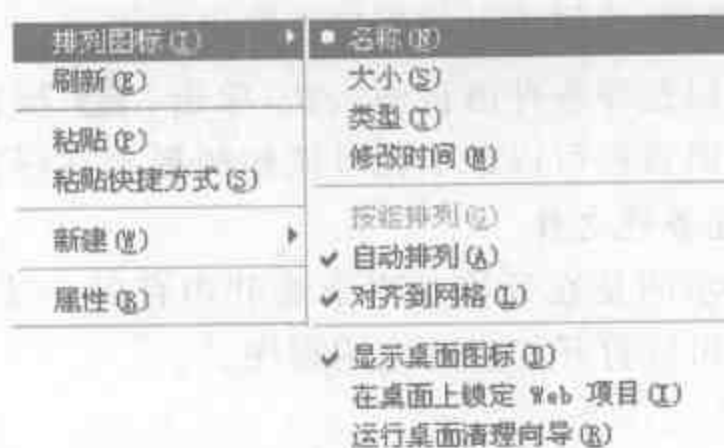 排列图标(I)
刷新(E)
粘贴(P)
粘贴快捷方式(S)
新建(W)
属性(R)
名称(N)
大小(S)
类型(T)
修改时间(M)
按组排列(G)
自动排列(A)
对齐到网格(L)
显示桌面图标(D)
在桌面上锁定 Web 项目(I)
运行桌面清理向导(R)